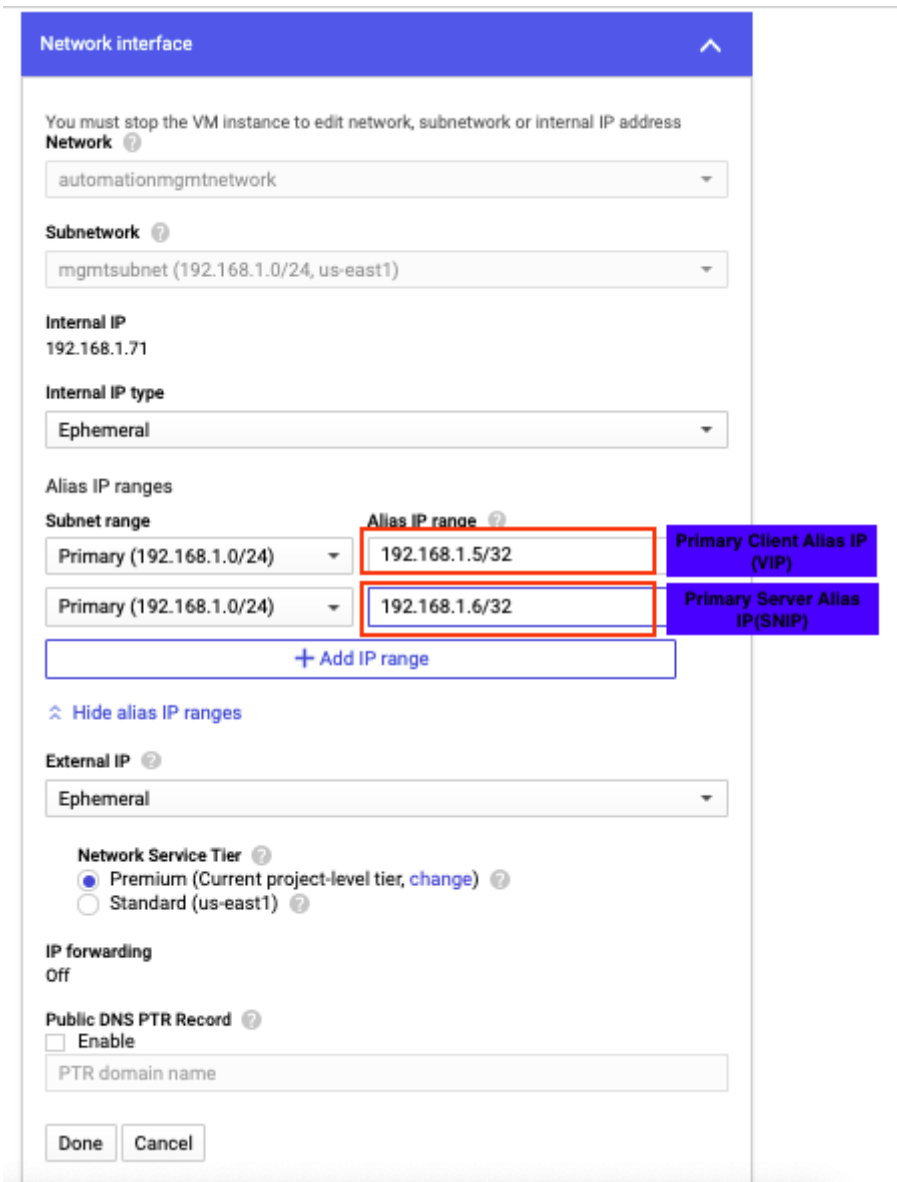 Network interface
You must stop the VM instance to edit network, subnetwork or internal IP address
Network
automationmgmtnetwork
Subnetwork
mgmtsubnet (192.168.1.0/24, us-east1)
Internal IP
192.168.1.71
Internal IP type
Ephemeral
Alias IP ranges
Subnet range
Alias IP range
Primary (192.168.1.0/24)
192.168.1.5/32
Primary Client Alias IP
(VIP)
Primary (192.168.1.0/24)
192.168.1.6/32
Primary Server Alias
IP(SNIP)
+ Add IP range
Hide alias IP ranges
External IP
Ephemeral
Network Service Tier
Premium (Current project-level tier, change)
Standard (us-east1)
IP forwarding
Off
Public DNS PTR Record
Enable
PTR domain name
Done
Cancel